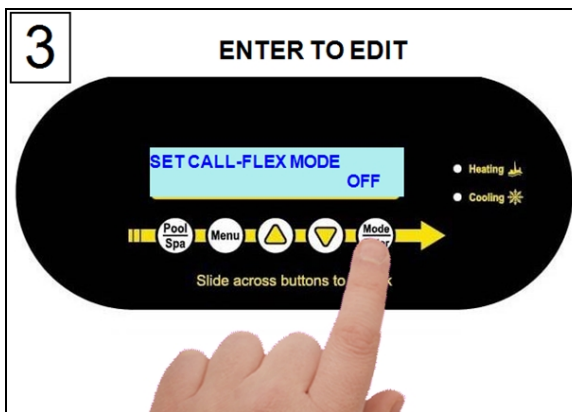 3
ENTER TO EDIT
SET CALL-FLEX MODE
OFF
Heating
Cooling
Pool
Spa
Menu
Mode
Slide across buttons to